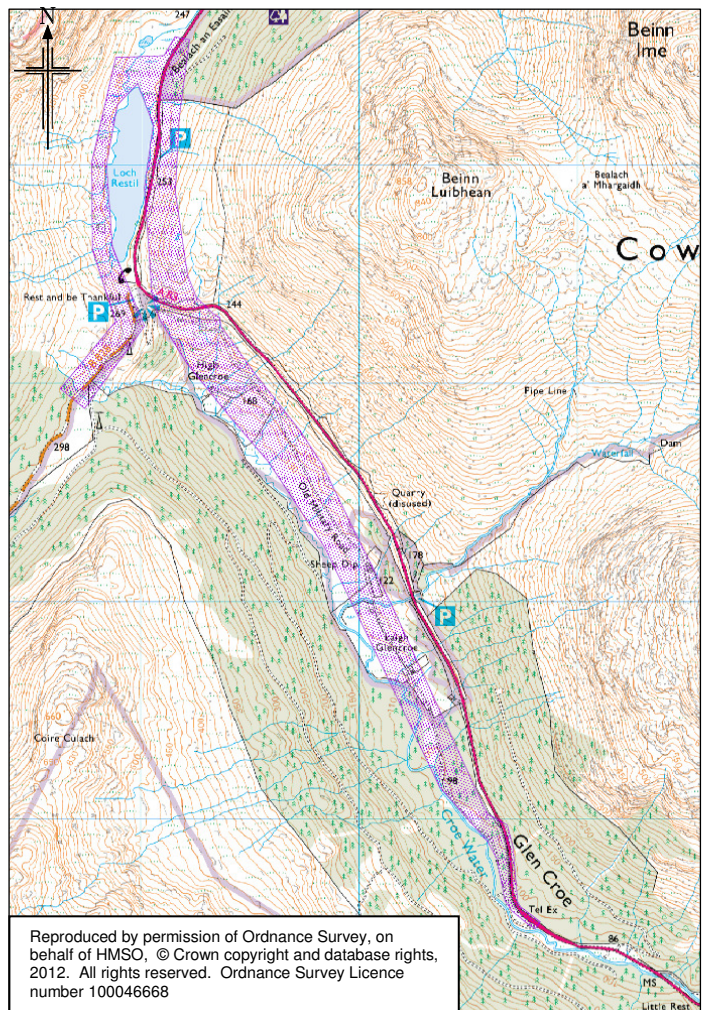 N
247
Bealach an Easain
Beinn
Ime
P
Loch
Restil
253
Beinn
Luibhean
858
840
Bealach
a' Mhargaidh
Cow
Rest and be Thankful
A 83
244
P
269
High
Glencroe
168
Pipe Line
298
Waterfall
Dam
Quarry
(disused)
Old Military Road
178
Sheep Dip
122
P
Laigh
Glencroe
660
Coire Culach
98
Croe Water
Glen Croe
Tel Ex
86
MS
Little Rest
Reproduced by permission of Ordnance Survey, on
behalf of HMSO, © Crown copyright and database rights,
2012. All rights reserved. Ordnance Survey Licence
number 100046668